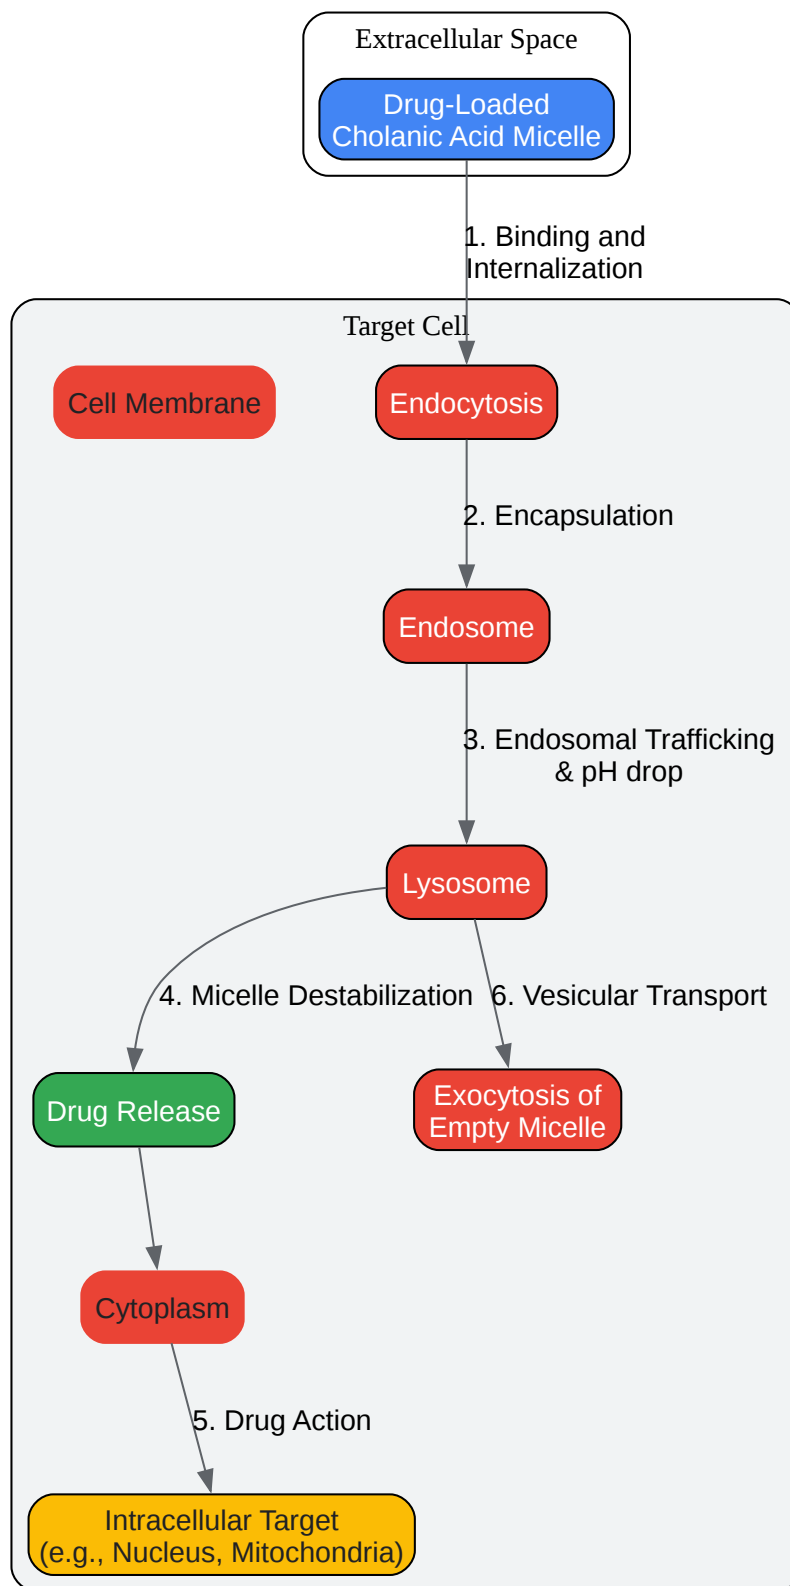 Extracellular Space
Drug-Loaded
Cholanic Acid Micelle
1. Binding and
Internalization
Target Cell
Cell Membrane
Endocytosis
2. Encapsulation
Endosome
3. Endosomal Trafficking
& pH drop
Lysosome
4. Micelle Destabilization
6. Vesicular Transport
Drug Release
Exocytosis of
Empty Micelle
Cytoplasm
5. Drug Action
Intracellular Target
(e.g., Nucleus, Mitochondria)